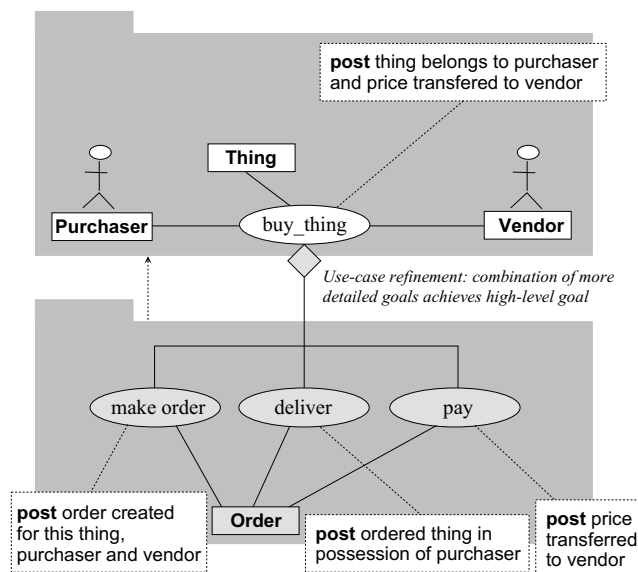 post thing belongs to purchaser
and price transfered to vendor
Thing
Purchaser
buy_thing
Vendor
Use-case refinement: combination of more
detailed goals achieves high-level goal
make order
deliver
pay
post order created
for this thing,
purchaser and vendor
Order
post ordered thing in
possession of purchaser
post price
transferred
to vendor